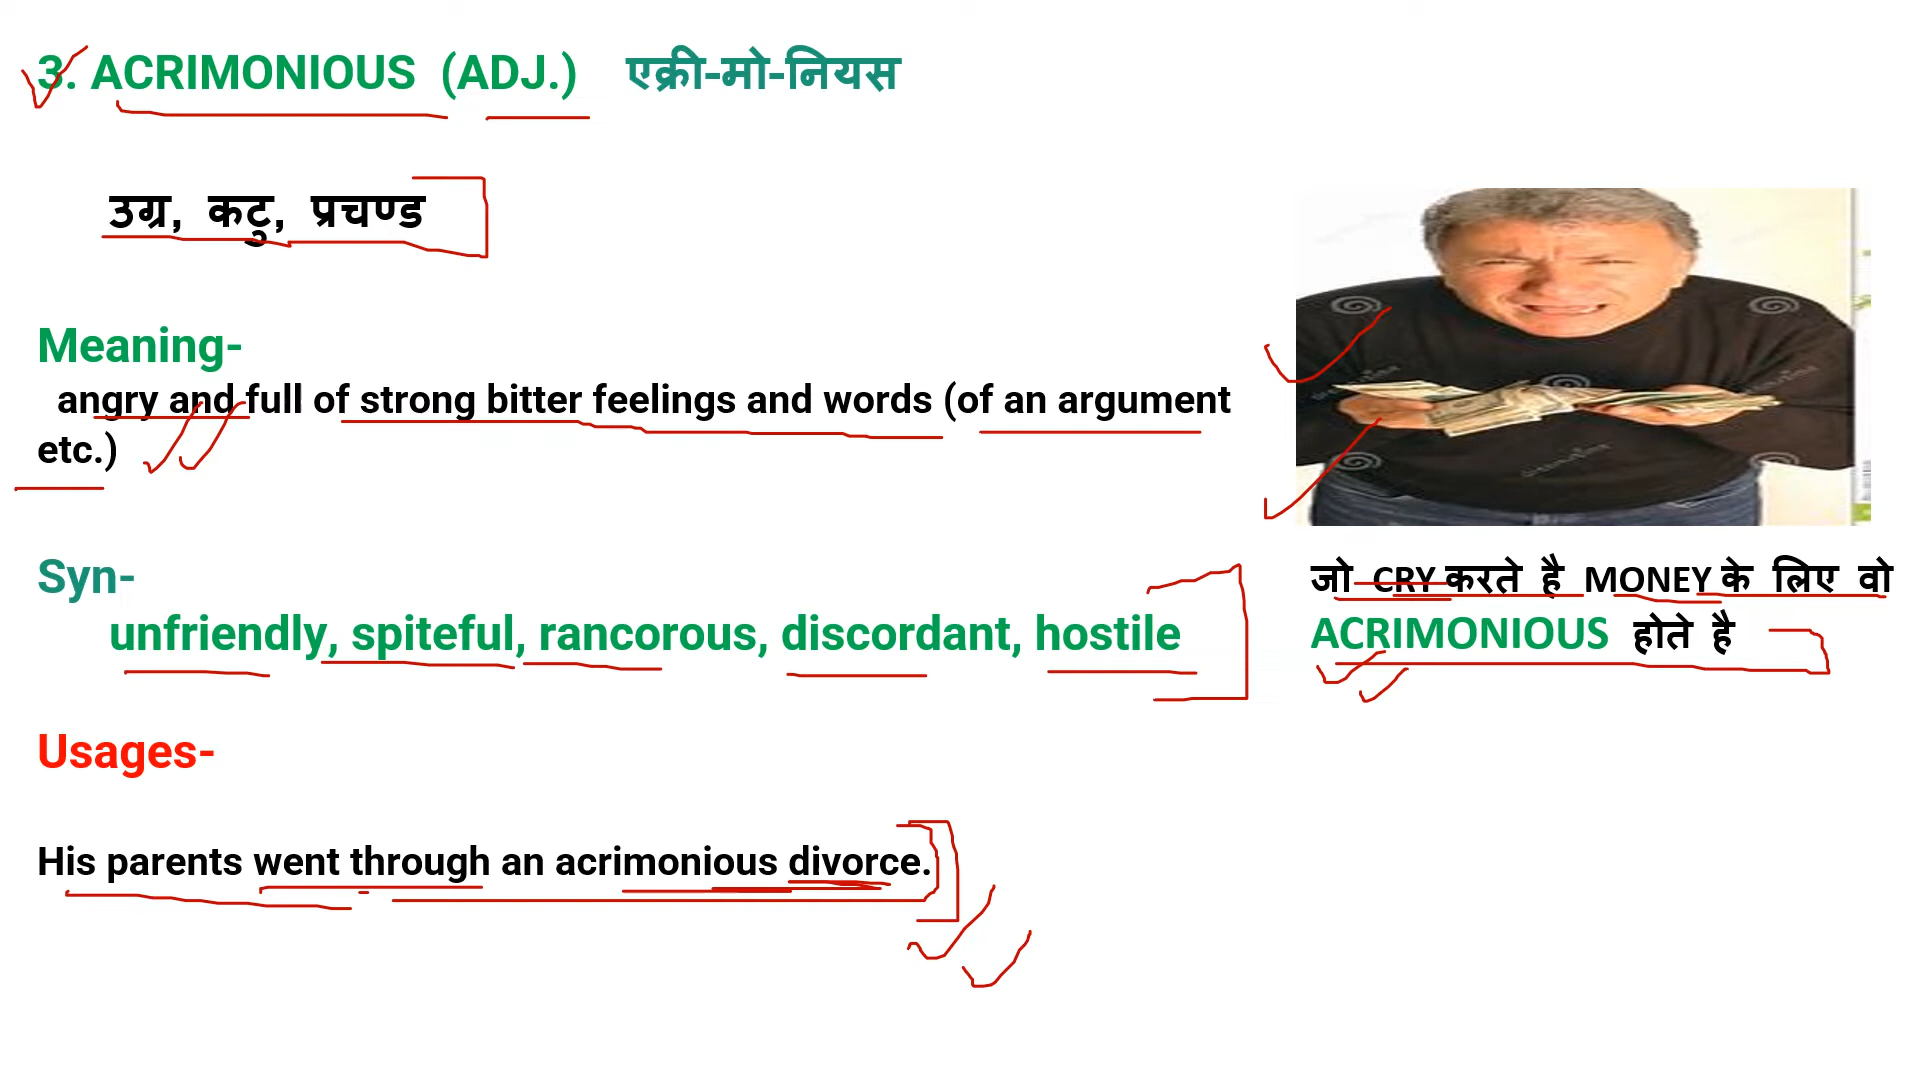 3. ACRIMONIOUS (ADJ.) एक्री-मो-नियस
उग्र, कटु, प्रचण्ड
Meaning-
angry and full of strong bitter feelings and words (of an argument
etc.)
Syn-
unfriendly, spiteful, rancorous, discordant, hostile
Usages-
His parents went through an acrimonious divorce.
जो CRY करते है MONEY के लिए वो
ACRIMONIOUS होते है